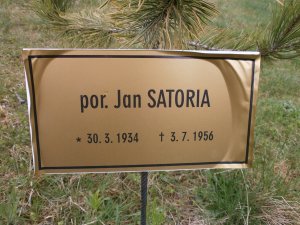 por. Jan SATORIA
* 30. 3. 1934 † 3. 7. 1956